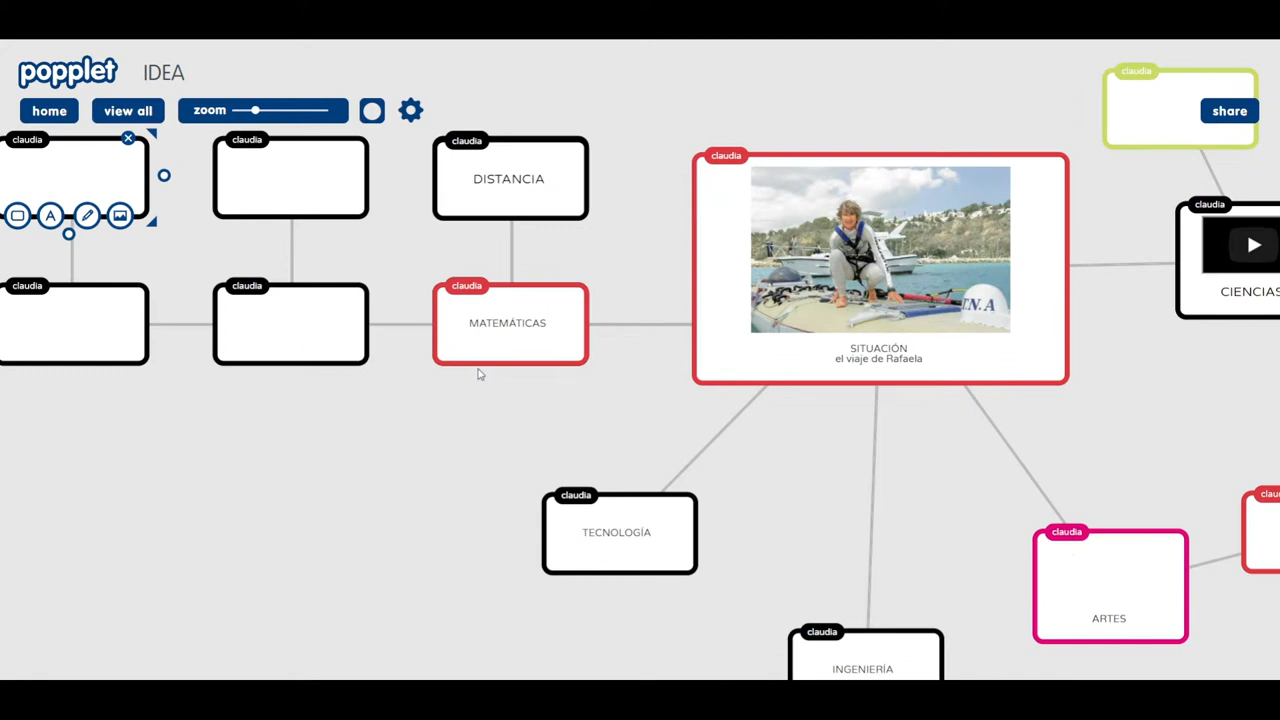 popplet IDEA
home
view all
zoom
share
claudia
claudia
claudia
DISTANCIA
claudia
claudia
claudia
claudia
MATEMÁTICAS
claudia
T.N.A
SITUACIÓN
el viaje de Rafaela
claudia
claudia
CIENCIAS
claudia
TECNOLOGÍA
claudia
INGENIERÍA
claudia
ARTES